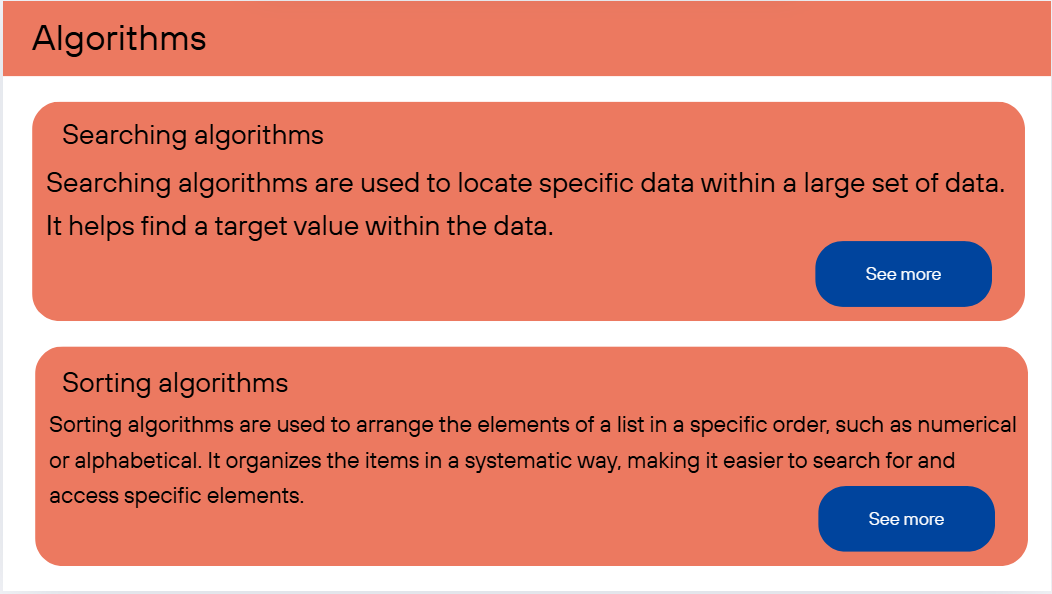 Algorithms
Searching algorithms
Searching algorithms are used to locate specific data within a large set of data.
It helps find a target value within the data.
See more
Sorting algorithms
Sorting algorithms are used to arrange the elements of a list in a specific order, such as numerical
or alphabetical. It organizes the items in a systematic way, making it easier to search for and
access specific elements.
See more